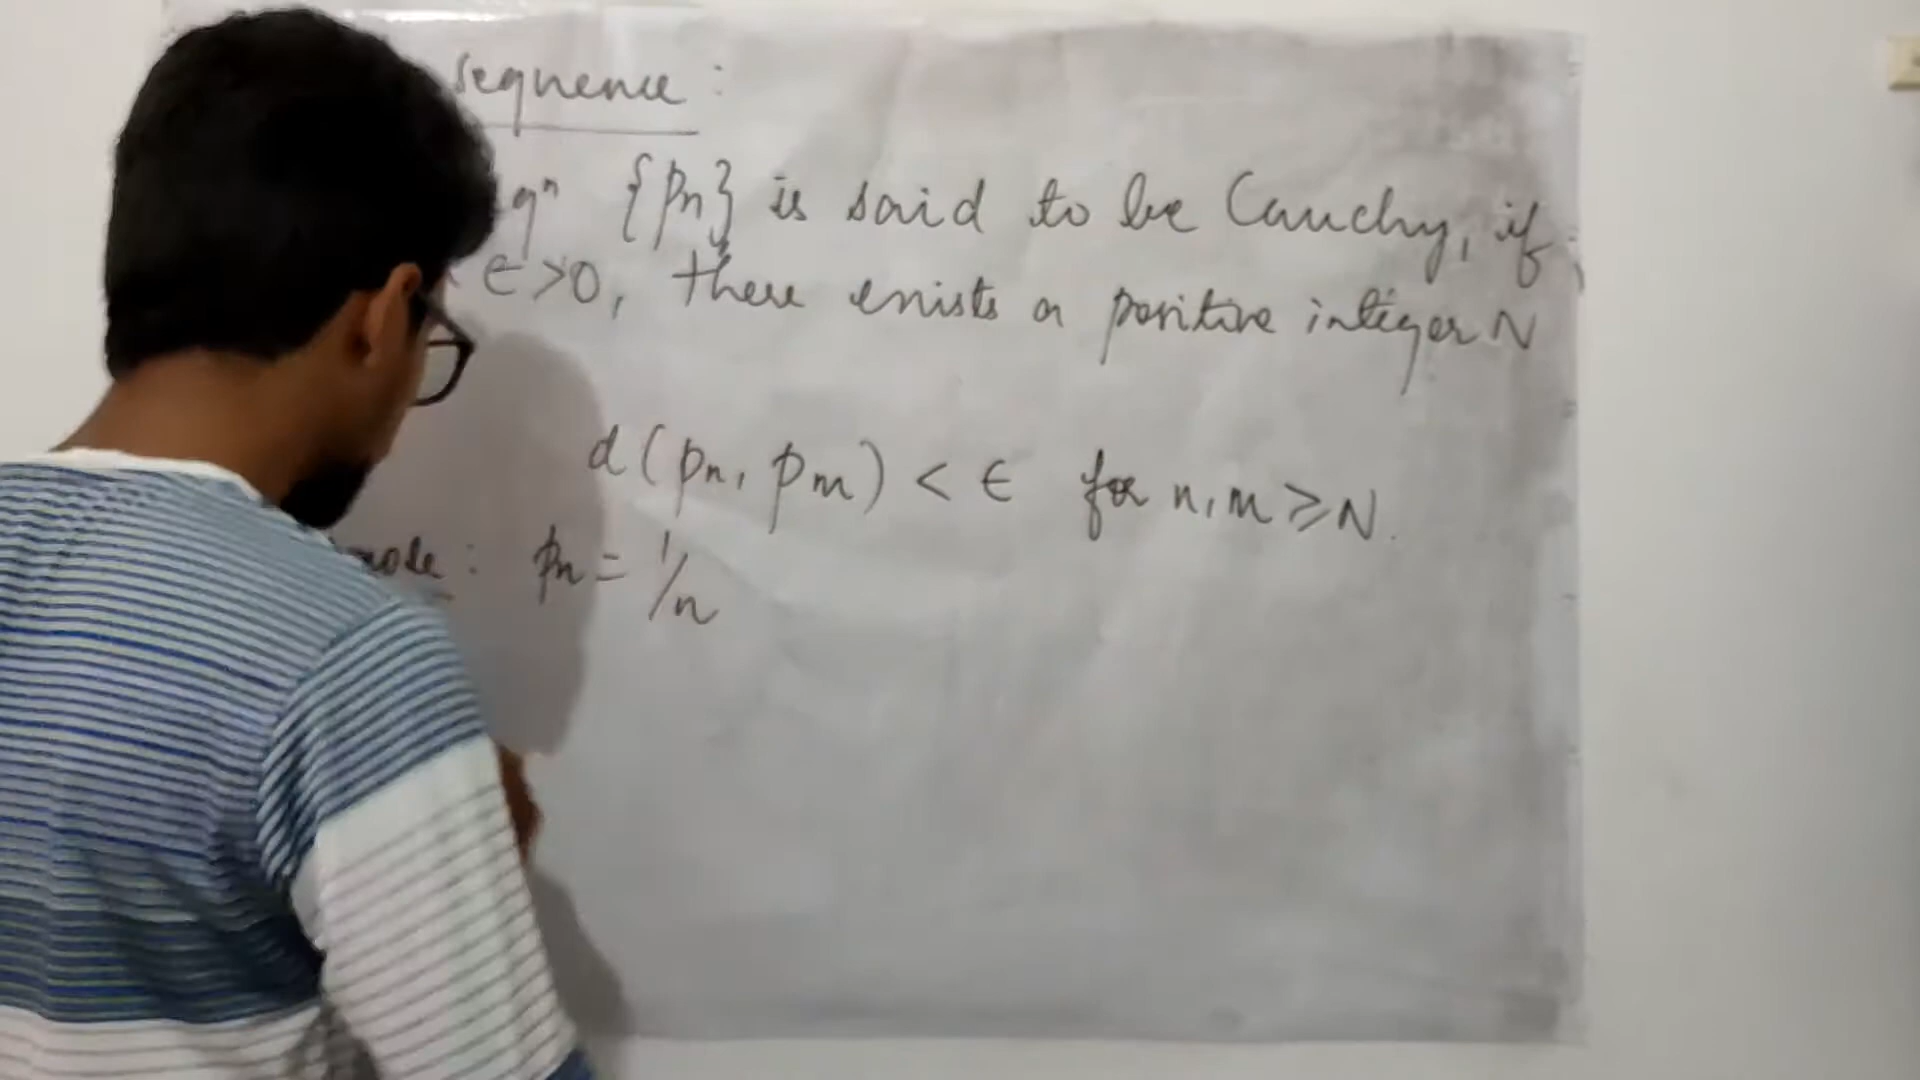 sequence :
{pn} is said to be Cauchy, if
ϵ>0, there exists a positive integer N
d(pn, pm) < ϵ for n,m ⩾ N.
: pn = 1/n